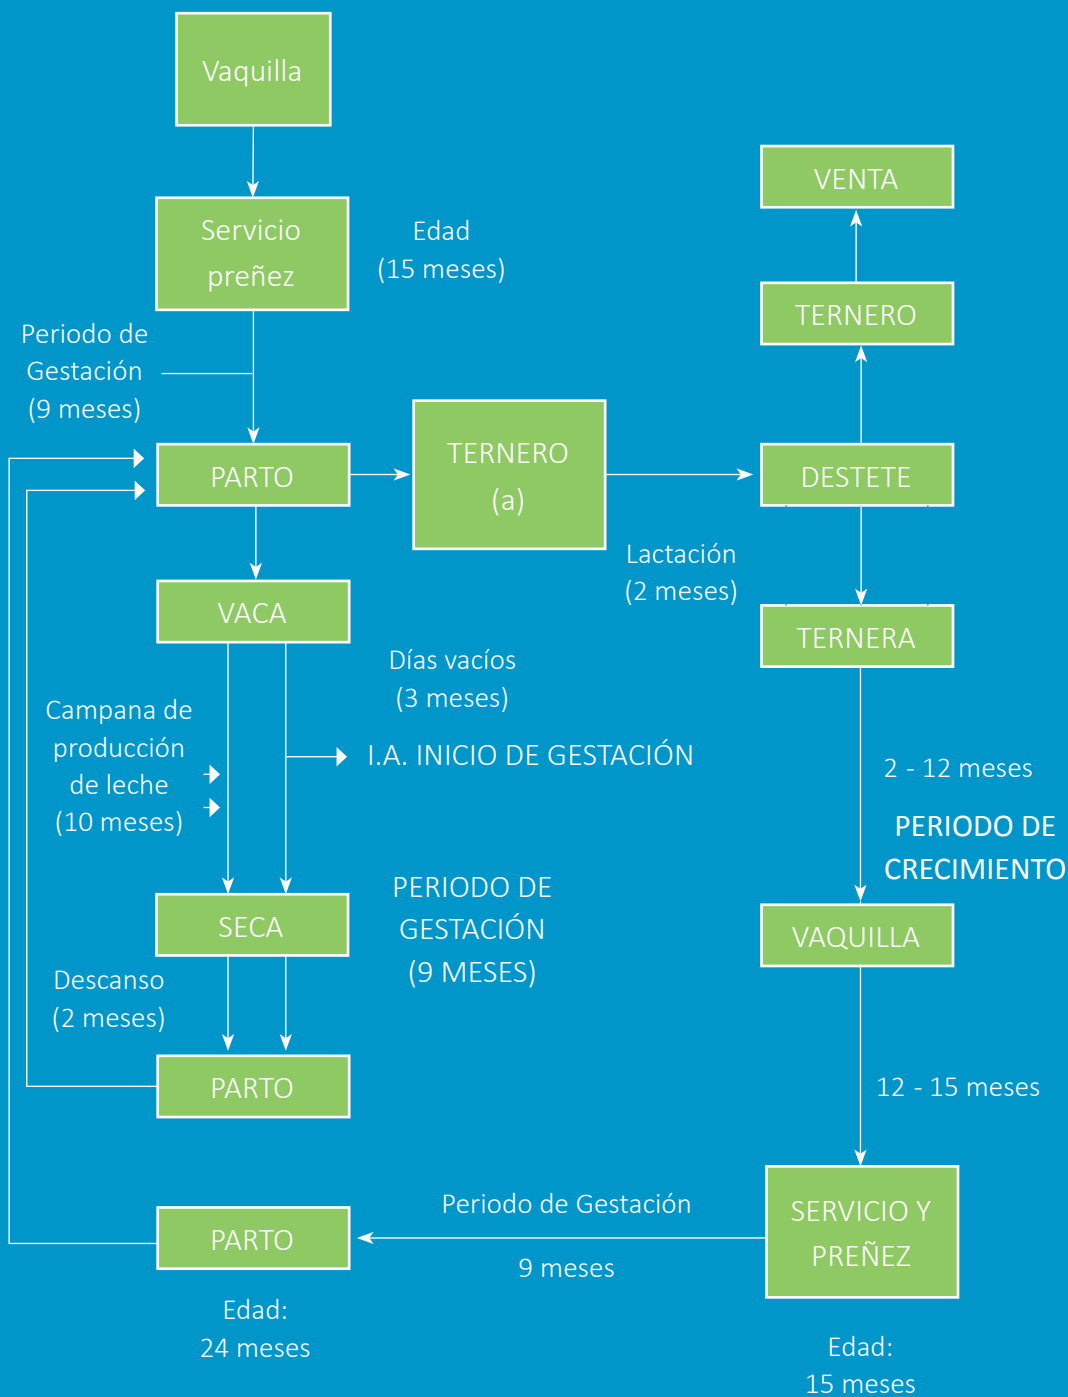 Vaquilla
Servicio
preñez
Edad
(15 meses)
Periodo de
Gestación
(9 meses)
PARTO
TERNERO
(a)
DESTETE
TERNERO
VENTA
Lactación
(2 meses)
TERNERA
VACA
Días vacíos
(3 meses)
Campana de
producción
de leche
(10 meses)
I.A. INICIO DE GESTACIÓN
2 - 12 meses
PERIODO DE
CRECIMIENTO
SECA
PERIODO DE
GESTACIÓN
(9 MESES)
VAQUILLA
Descanso
(2 meses)
PARTO
12 - 15 meses
SERVICIO Y
PREÑEZ
Periodo de Gestación
9 meses
PARTO
Edad:
24 meses
Edad:
15 meses